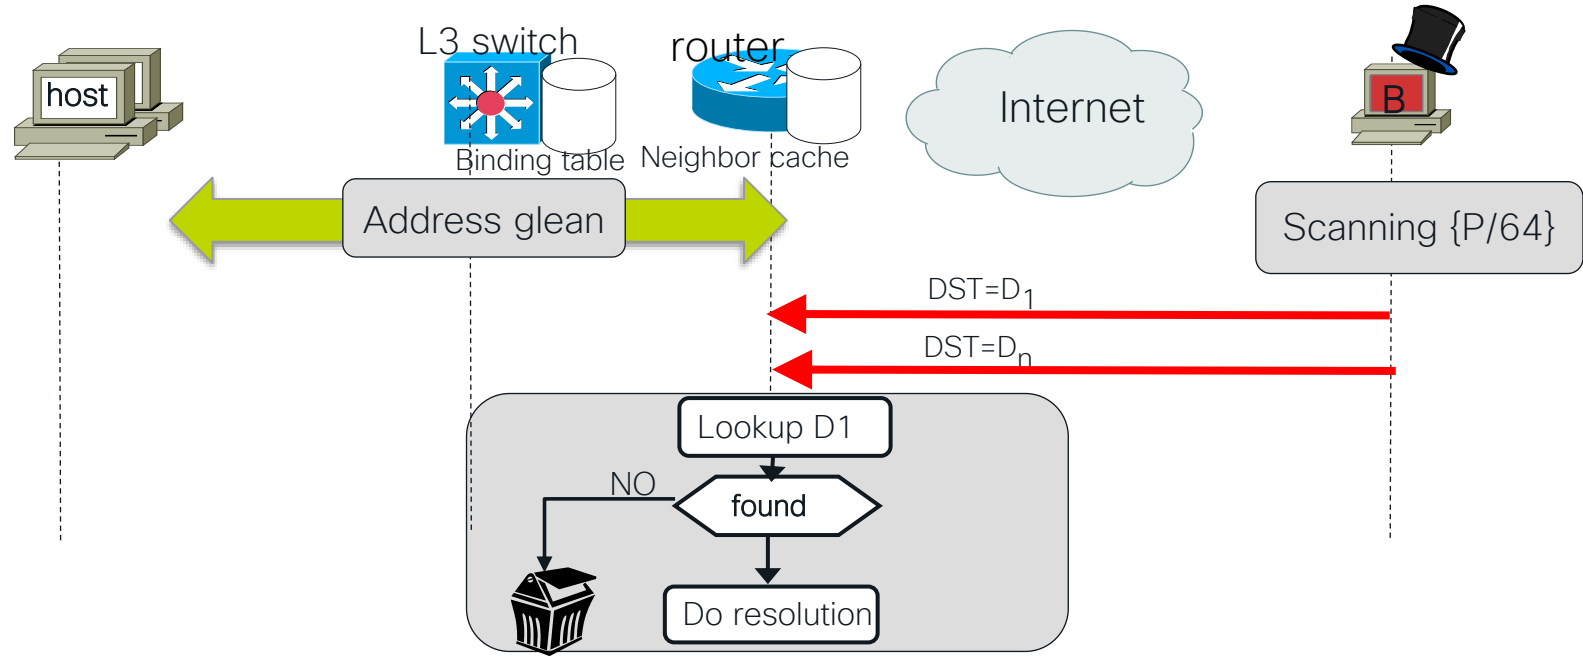 L3 switch
router
host
Internet
B
Binding table
Neighbor cache
Address glean
Scanning {P/64}
DST=D1
DST=Dn
Lookup D1
NO
found
Do resolution